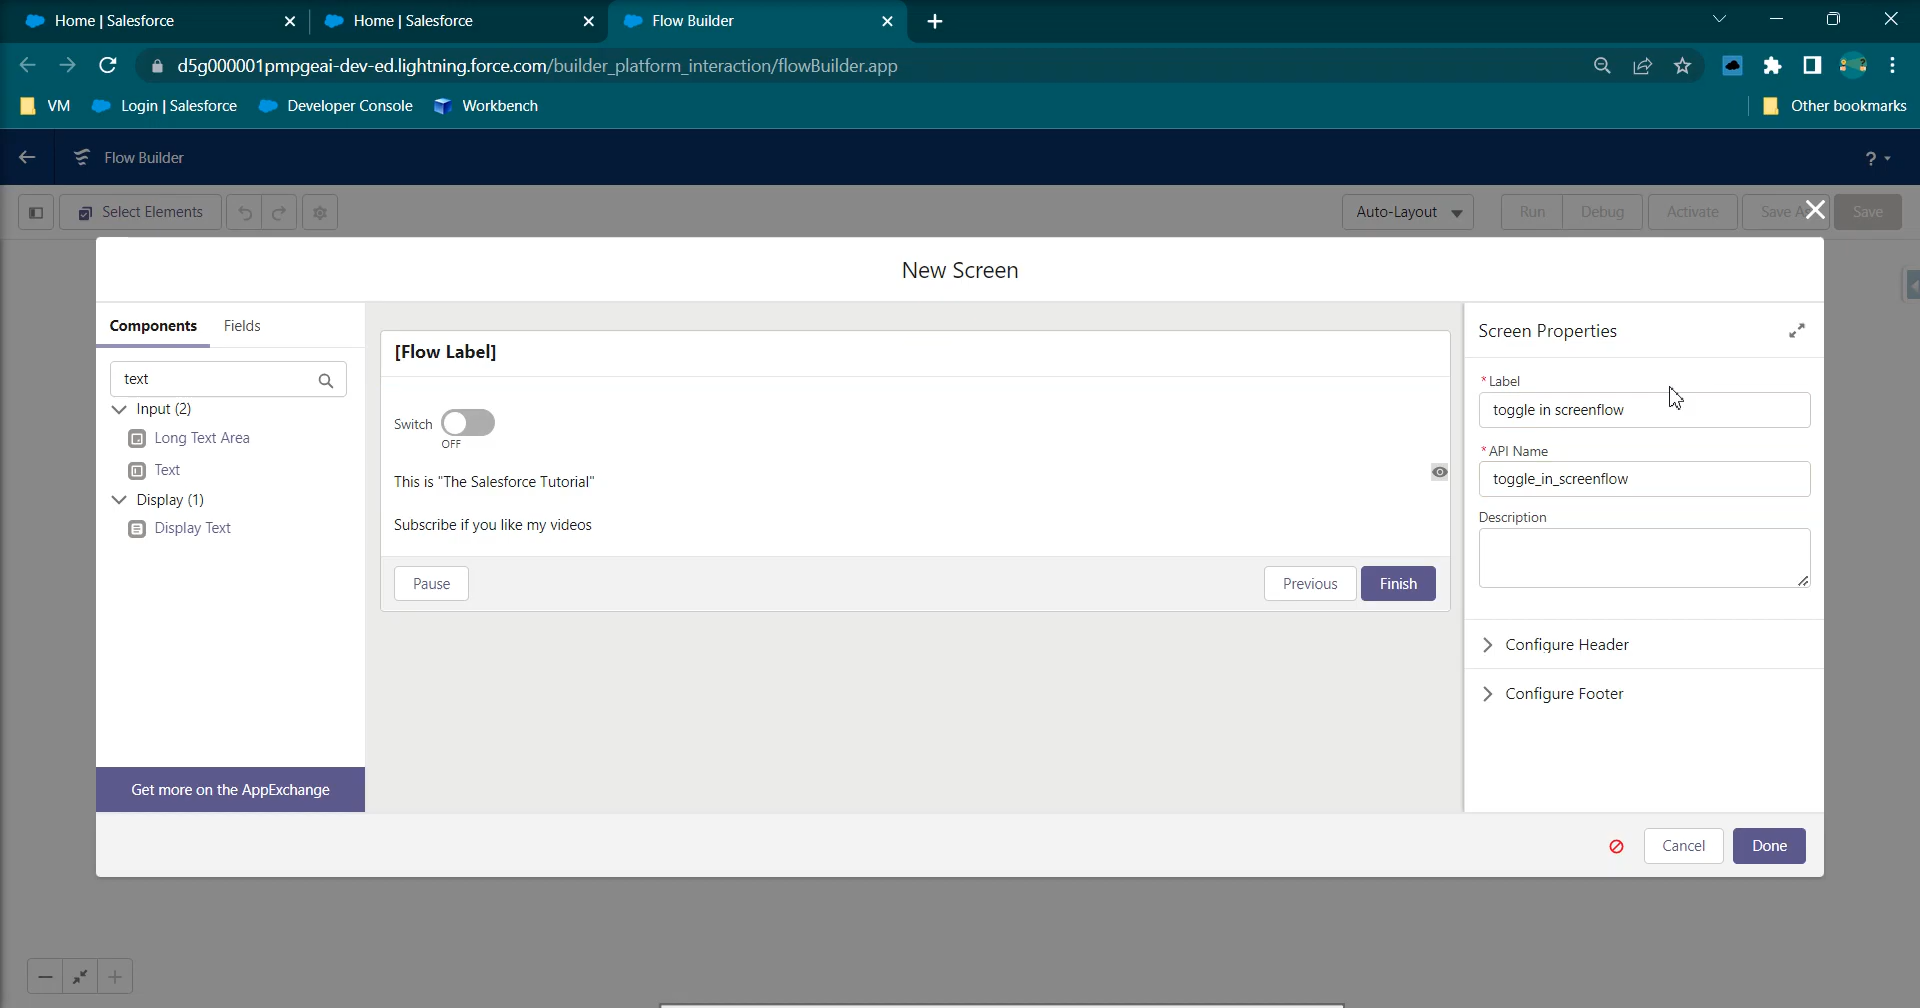 Home | Salesforce
Home | Salesforce
Flow Builder
d5g000001pmpgeai-dev-ed.lightning.force.com/builder_platform_interaction/flowBuilder.app
VM
Login | Salesforce
Developer Console
Workbench
Other bookmarks
Flow Builder
?
Select Elements
Auto-Layout
Run
Debug
Activate
Save A
Save
New Screen
Components
Fields
text
Input (2)
Long Text Area
Text
Display (1)
Display Text
Get more on the AppExchange
[Flow Label]
Switch
OFF
This is "The Salesforce Tutorial"
Subscribe if you like my videos
Pause
Previous
Finish
Screen Properties
* Label
toggle in screenflow
* API Name
toggle_in_screenflow
Description
Configure Header
Configure Footer
Cancel
Done